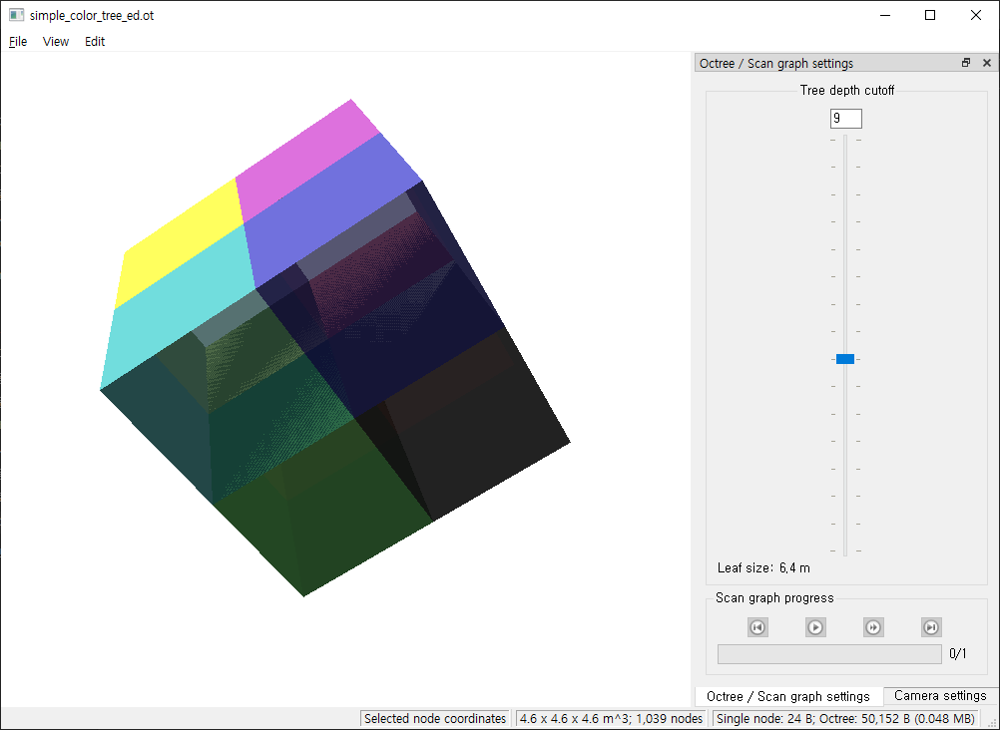 simple_color_tree_ed.ot
File View Edit
Octree / Scan graph settings
Tree depth cutoff
9
Leaf size: 6.4 m
Scan graph progress
0/1
Octree / Scan graph settings Camera settings
Selected node coordinates 4.6 x 4.6 x 4.6 m^3; 1,039 nodes Single node: 24 B; Octree: 50,152 B (0.048 MB)